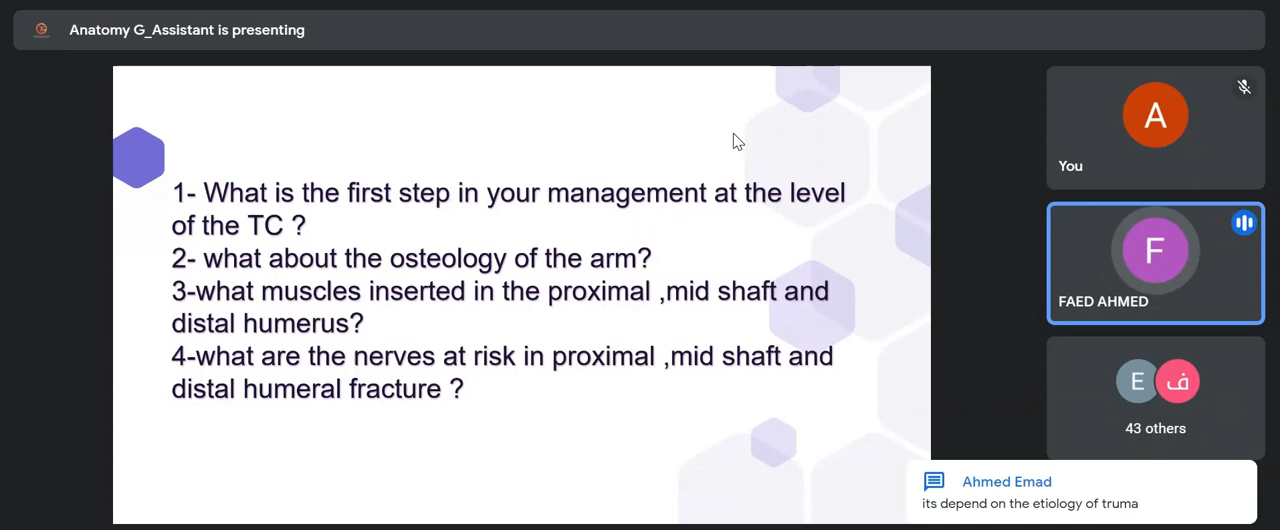 Anatomy G_Assistant is presenting
1- What is the first step in your management at the level
of the TC ?
2- what about the osteology of the arm?
3-what muscles inserted in the proximal ,mid shaft and
distal humerus?
4-what are the nerves at risk in proximal ,mid shaft and
distal humeral fracture ?
A
You
F
FAED AHMED
E ف
43 others
Ahmed Emad
its depend on the etiology of truma